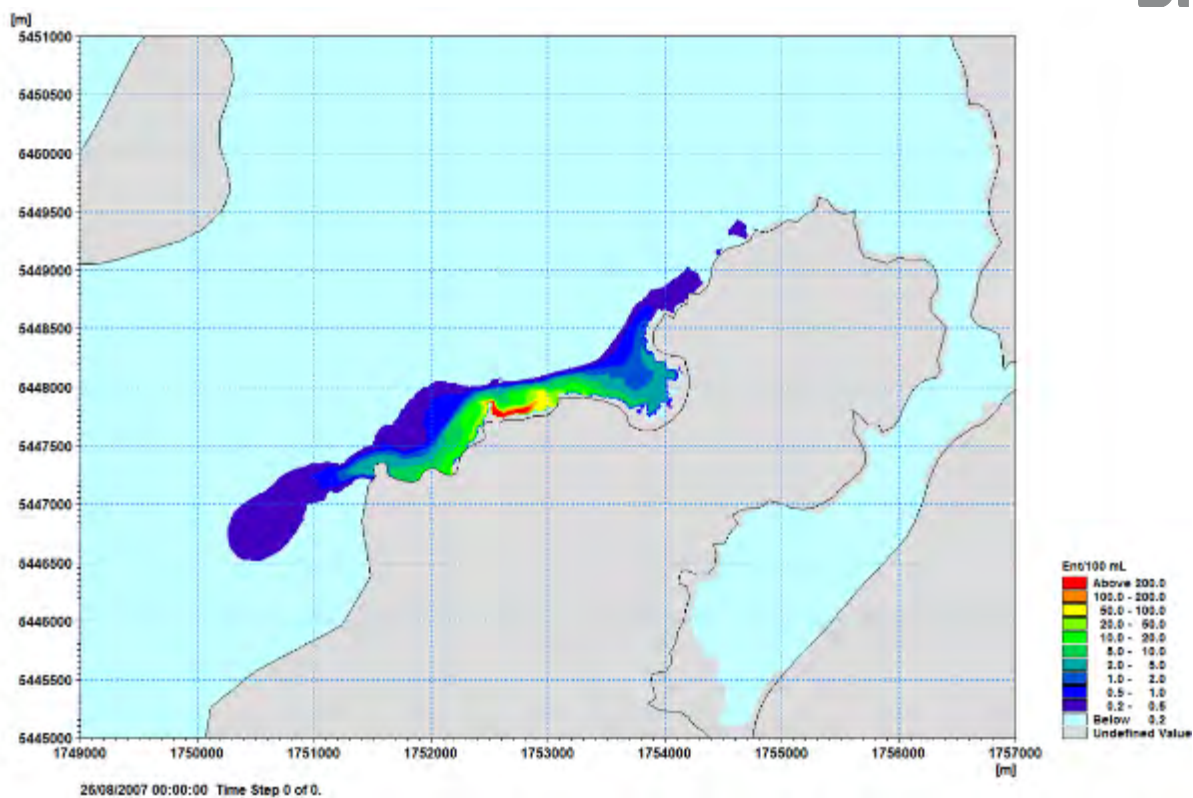 [m]
5451000
5450500
5450000
5449500
5449000
5448500
5448000
5447500
5447000
5446500
5446000
5445500
5445000
1749000 1750000 1751000 1752000 1753000 1754000 1755000 1756000 1757000
[m]
Ent/100 mL
Above 200.0
100.0 - 200.0
50.0 - 100.0
20.0 - 50.0
10.0 - 20.0
5.0 - 10.0
2.0 - 5.0
1.0 - 2.0
0.5 - 1.0
0.2 - 0.5
Below 0.2
Undefined Value
26/08/2007 00:00:00 Time Step 0 of 0.